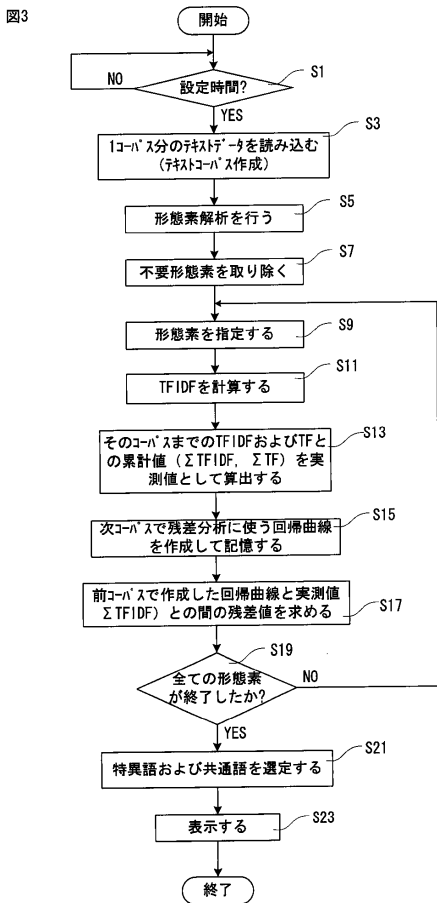 図3
開始
S1
設定時間?
NO
YES
S3
1コーパス分のテキストデータを読み込む
(テキストコーパス作成)
S5
形態素解析を行う
S7
不要形態素を取り除く
S9
形態素を指定する
S11
TFIDFを計算する
S13
そのコーパスまでのTFIDFおよびTFと
の累計値(ΣTFIDF, ΣTF)を実
測値として算出する
S15
次コーパスで残差分析に使う回帰曲線
を作成して記憶する
S17
前コーパスで作成した回帰曲線と実測値
ΣTFIDF)との間の残差値を求める
S19
全ての形態素
が終了したか?
NO
YES
S21
特異語および共通語を選定する
S23
表示する
終了